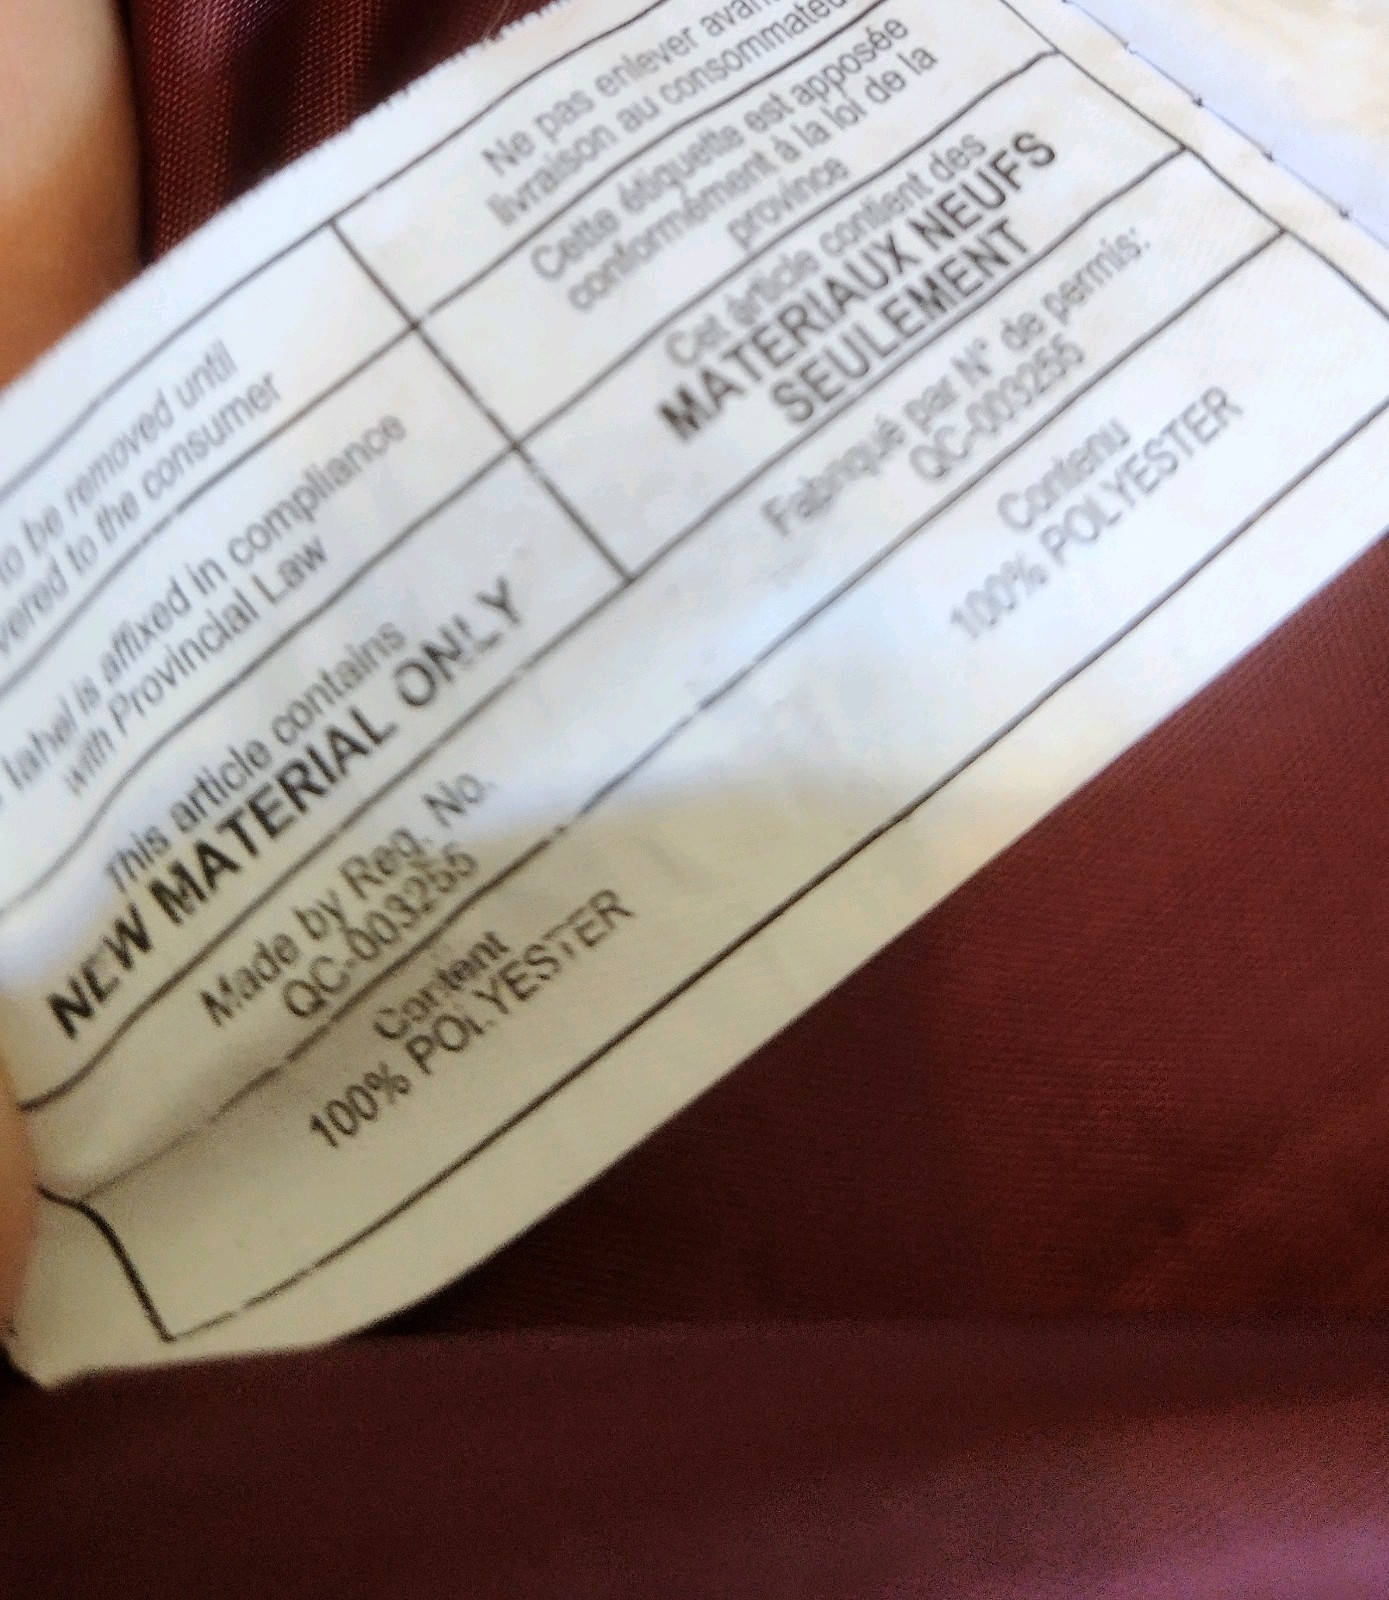 to be removed until
to the consumer
label is affixed in compliance
with Provincial Law
This article contains
NEW MATERIAL ONLY
Made by Reg. No.
QC-003255
Content
100% POLYESTER
Ne pas enlever avant
livraison au consommateur
Cette étiquette est apposée
conformément à la loi de la
province
Cet article contient des
MATERIAUX NEUFS
SEULEMENT
Fabriqué par N° de permis:
QC-003255
Contenu
100% POLYESTER